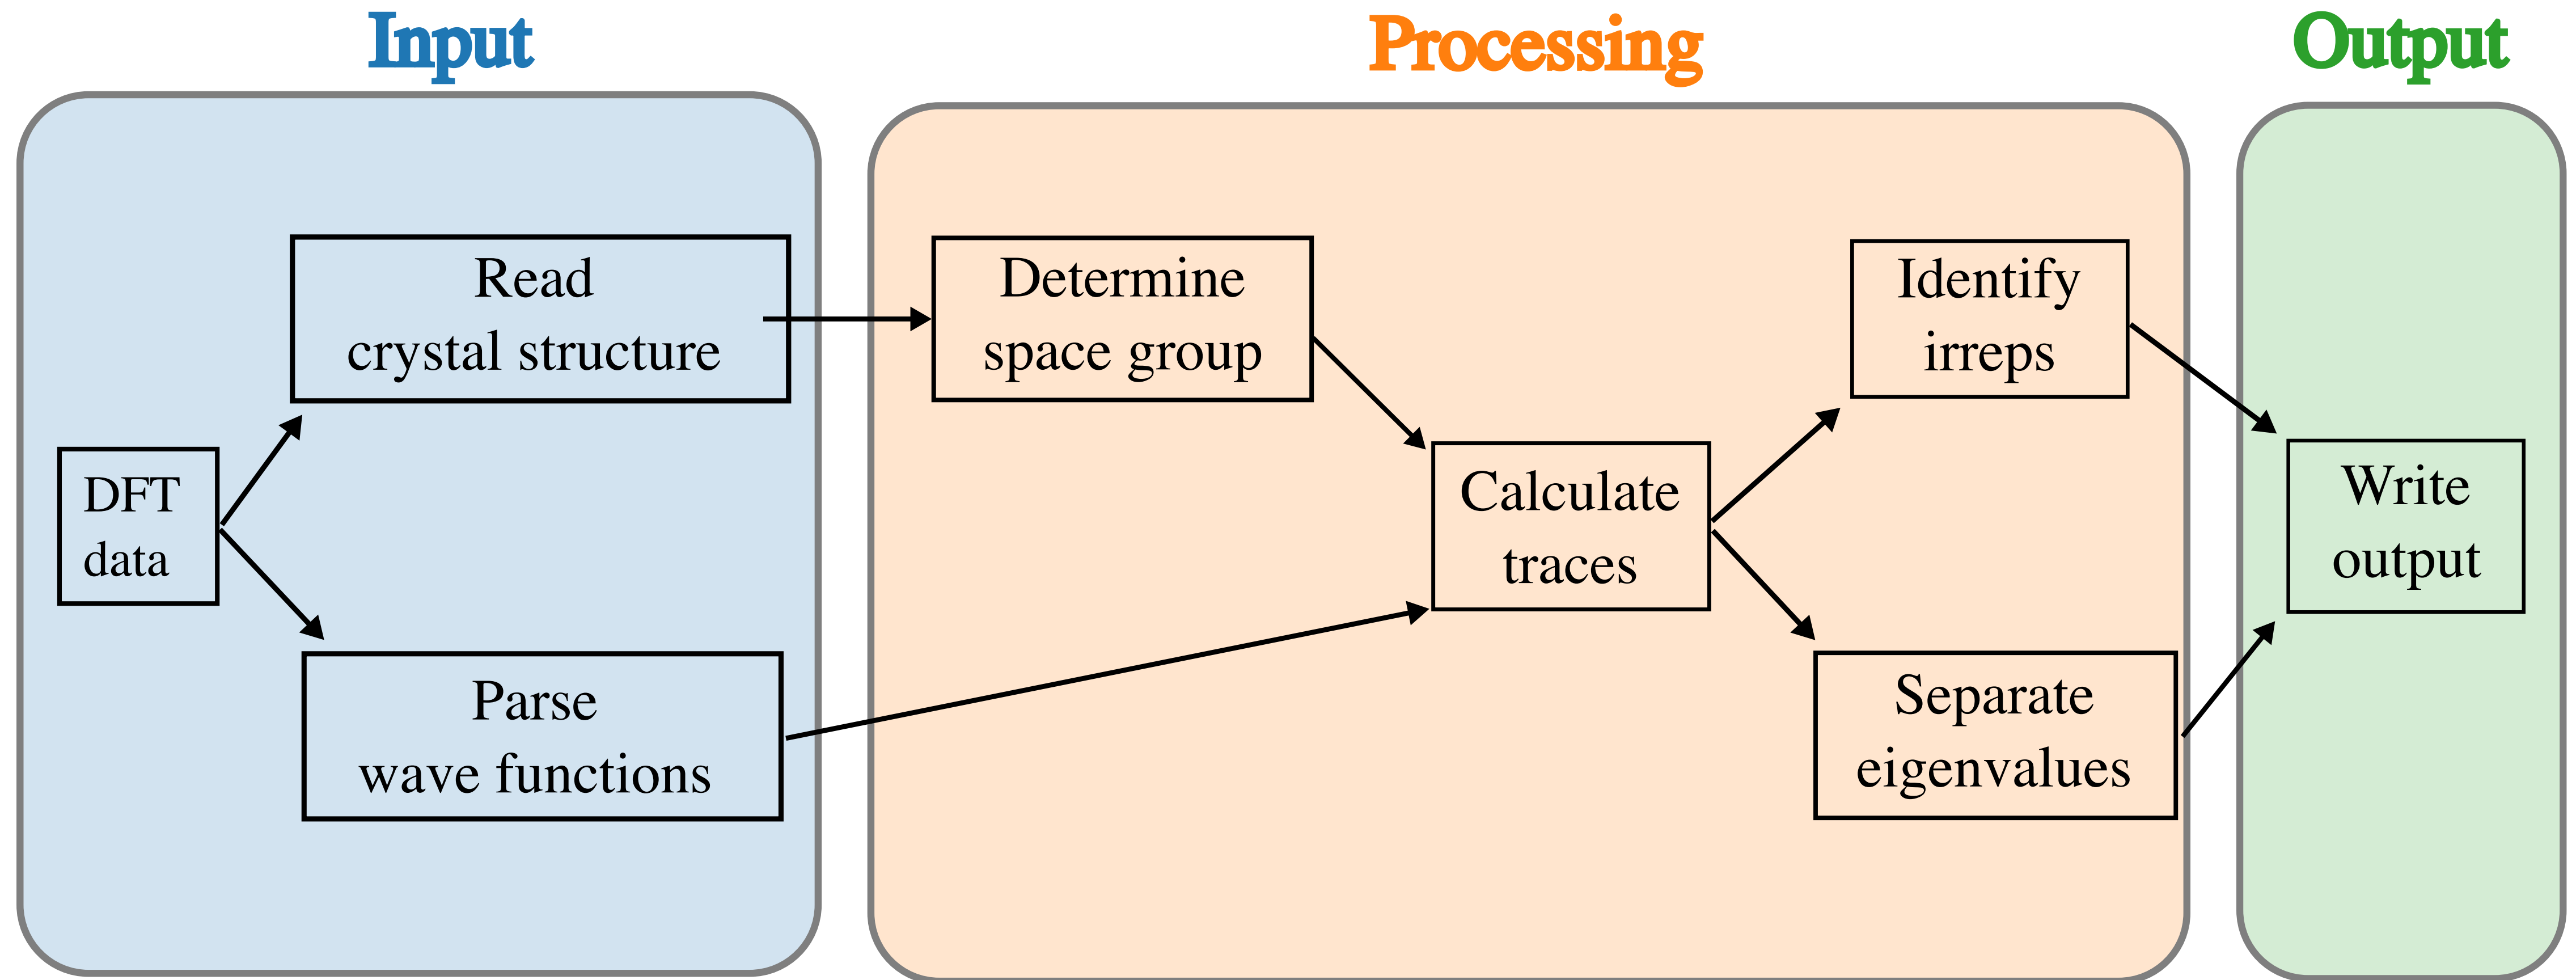 Input
Processing
Output
Read
crystal structure
DFT
data
Parse
wave functions
Determine
space group
Calculate
traces
Identify
irreps
Separate
eigenvalues
Write
output